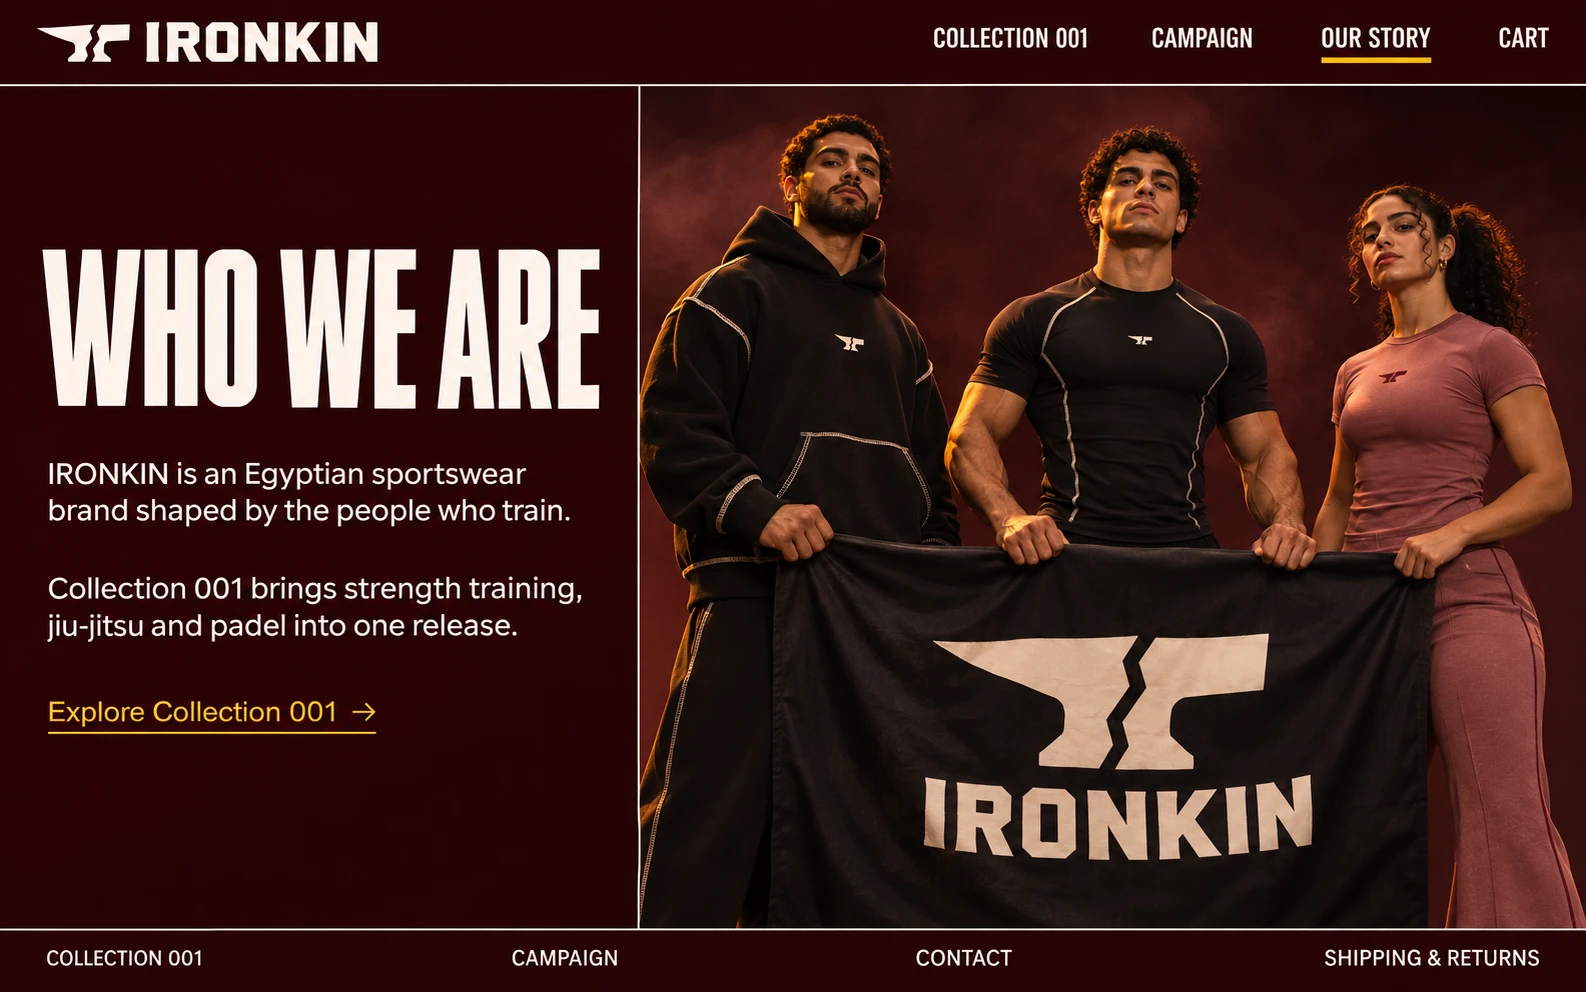 IRONKIN
COLLECTION 001
CAMPAIGN
OUR STORY
CART
WHO WE ARE
IRONKIN is an Egyptian sportswear
brand shaped by the people who train.
Collection 001 brings strength training,
jiu-jitsu and padel into one release.
Explore Collection 001 →
IRONKIN
COLLECTION 001
CAMPAIGN
CONTACT
SHIPPING & RETURNS